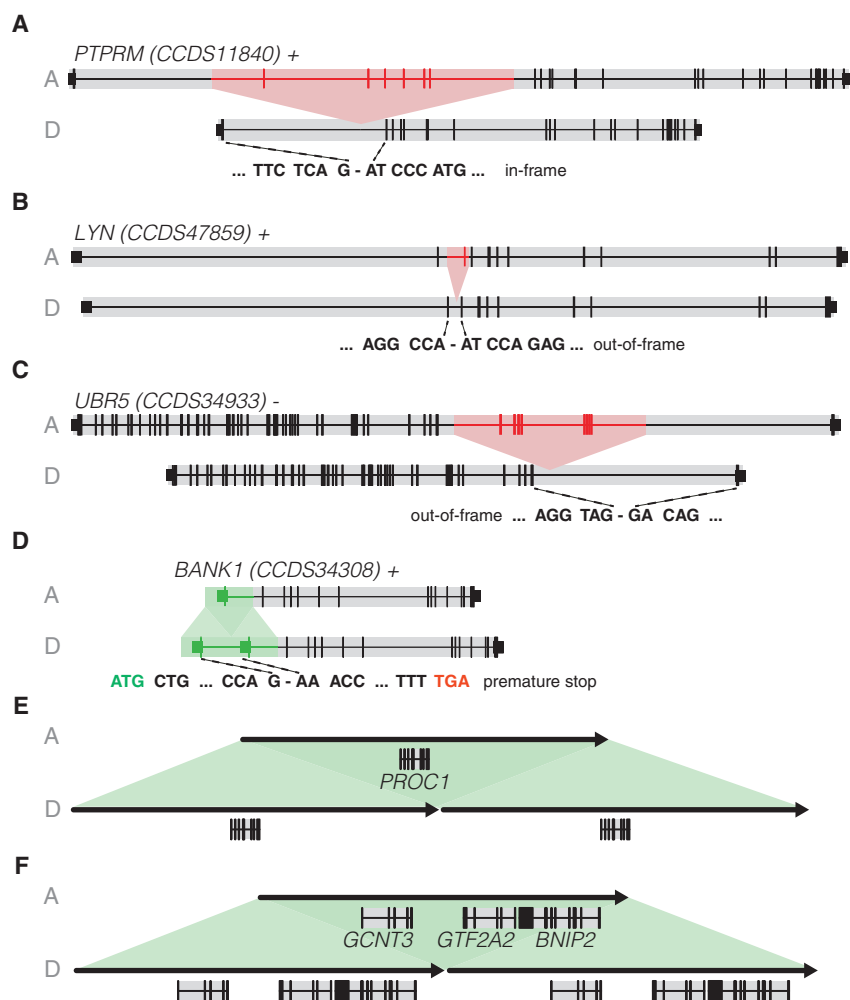 A
PTPRM (CCDS11840) +
A
D
... TTC TCA G - AT CCC ATG ... in-frame
B
LYN (CCDS47859) +
A
D
... AGG CCA - AT CCA GAG ... out-of-frame
C
UBR5 (CCDS34933) -
A
D
out-of-frame ... AGG TAG - GA CAG ...
D
BANK1 (CCDS34308) +
A
D
ATG CTG ... CCA G - AA ACC ... TTT TGA premature stop
E
A
PROC1
D
F
A
GCNT3 GTF2A2 BNIP2
D